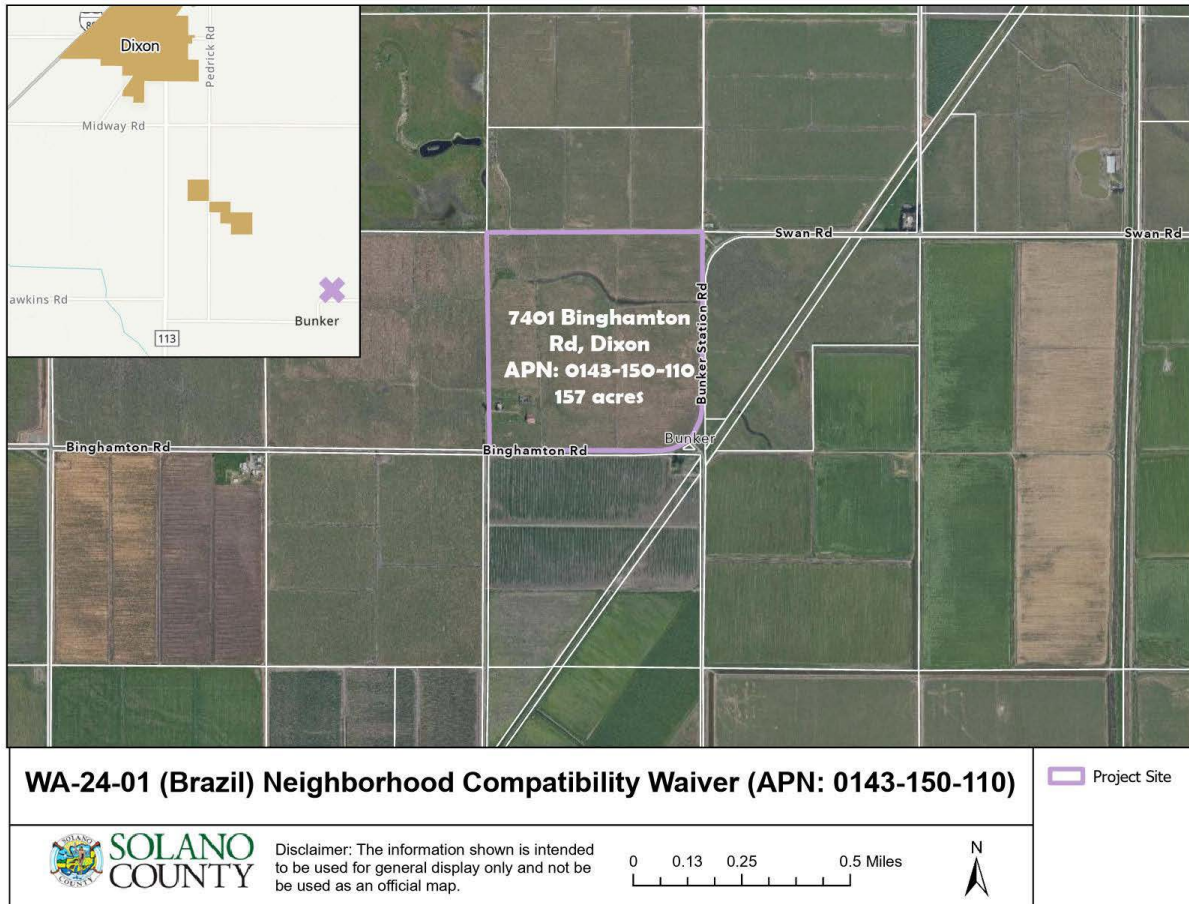 Dixon
Pedrick Rd
Midway Rd
awkins Rd
Bunker
113
Swan Rd
Swan Rd
Bunker Station Rd
7401 Binghamton
Rd, Dixon
APN: 0143-150-110
157 acres
Bunker
Binghamton Rd
Binghamton Rd
WA-24-01 (Brazil) Neighborhood Compatibility Waiver (APN: 0143-150-110)
Project Site
SOLANO
COUNTY
SOLANO
COUNTY
Disclaimer: The information shown is intended
to be used for general display only and not be
be used as an official map.
0 0.13 0.25 0.5 Miles
N